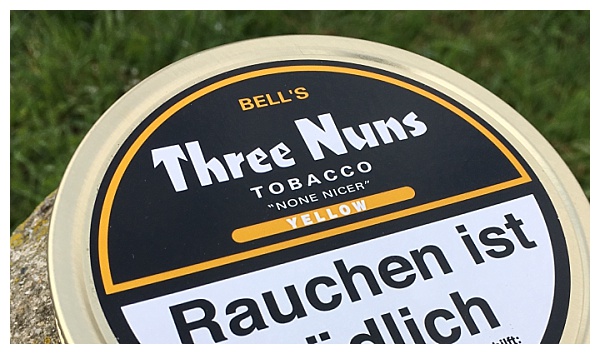 BELL'S
Three Nuns
TOBACCO
"NONE NICER"
YELLOW
Rauchen ist